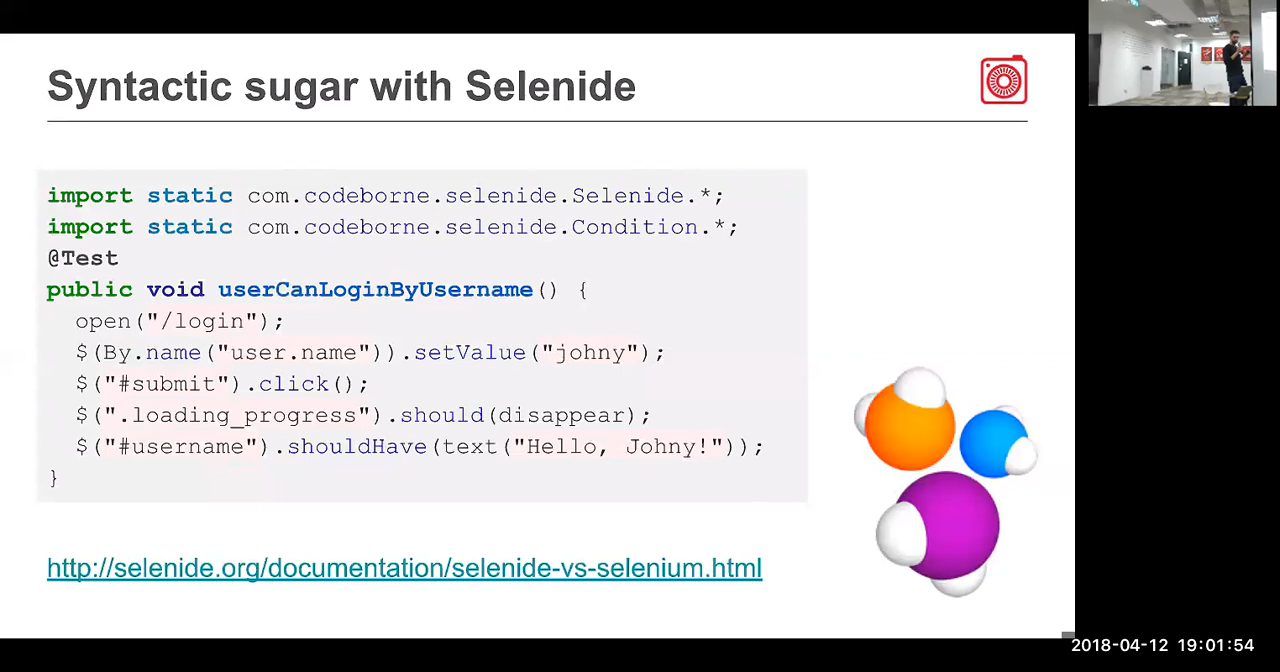 Syntactic sugar with Selenide
import static com.codeborne.selenide.Selenide.*;
import static com.codeborne.selenide.Condition.*;
@Test
public void userCanLoginByUsername() {
open("/login");
$(By.name("user.name")).setValue("johny");
$("#submit").click();
$(".loading_progress").should(disappear);
$("#username").shouldHave(text("Hello, Johny!"));
}
http://selenide.org/documentation/selenide-vs-selenium.html
2018-04-12 19:01:54